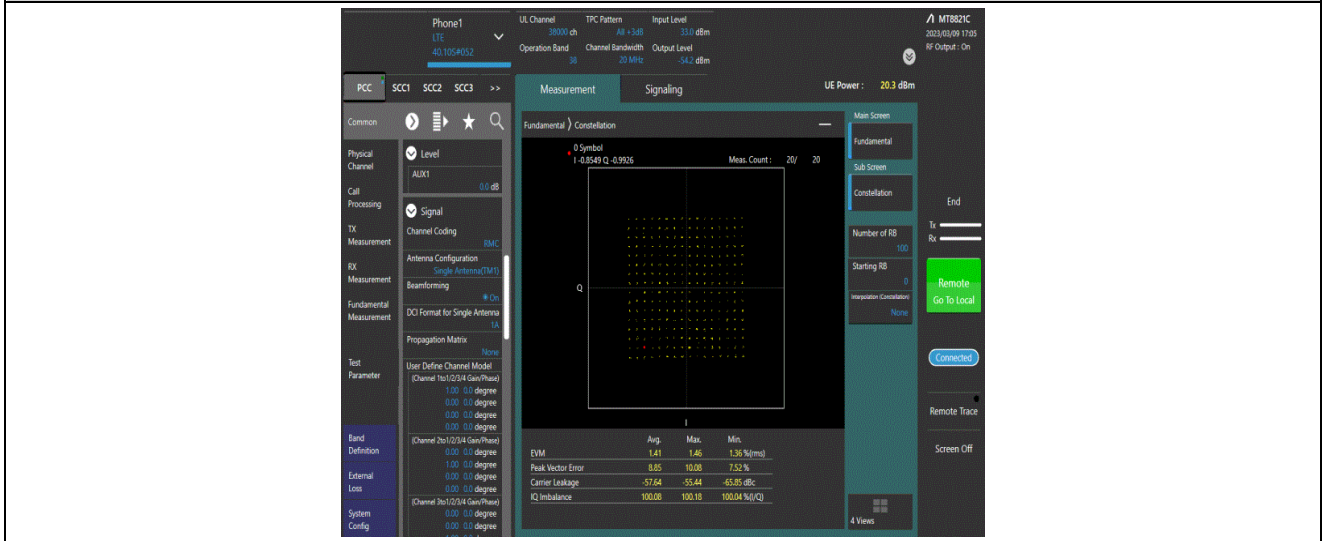 Phone1
LTE
40.10S#052
UL Channel
38000 ch
TPC Pattern
All +3dB
Input Level
33.0 dBm
Operation Band
38
Channel Bandwidth
20 MHz
Output Level
-54.2 dBm
MT8821C
2023/03/09 17:05
RF Output : On
PCC SCC1 SCC2 SCC3 >>
Measurement
Signaling
UE Power : 20.3 dBm
Common
Physical
Channel
Call
Processing
TX
Measurement
RX
Measurement
Fundamental
Measurement
Test
Parameter
Band
Definition
External
Loss
System
Config
Level
AUX1
0.0 dB
Signal
Channel Coding
RMC
Antenna Configuration
Single Antenna(TM1)
Beamforming
On
DCI Format for Single Antenna
1A
Propagation Matrix
None
User Define Channel Model
(Channel 1to1/2/3/4 Gain/Phase)
1.00 0.0 degree
0.00 0.0 degree
0.00 0.0 degree
0.00 0.0 degree
(Channel 2to1/2/3/4 Gain/Phase)
0.00 0.0 degree
1.00 0.0 degree
0.00 0.0 degree
0.00 0.0 degree
(Channel 3to1/2/3/4 Gain/Phase)
0.00 0.0 degree
0.00 0.0 degree
Fundamental > Constellation
0 Symbol
I -0.8549 Q -0.9926
Meas. Count : 20/ 20
Q
I
Avg. Max. Min.
EVM 1.41 1.46 1.36 %(rms)
Peak Vector Error 8.85 10.08 7.52 %
Carrier Leakage -57.64 -55.44 -65.85 dBc
IQ Imbalance 100.08 100.18 100.04 %(I/Q)
Main Screen
Fundamental
Sub Screen
Constellation
Number of RB
100
Starting RB
0
Interpolation (Constellation)
None
4 Views
End
Tx
Rx
Remote
Go To Local
Connected
Remote Trace
Screen Off